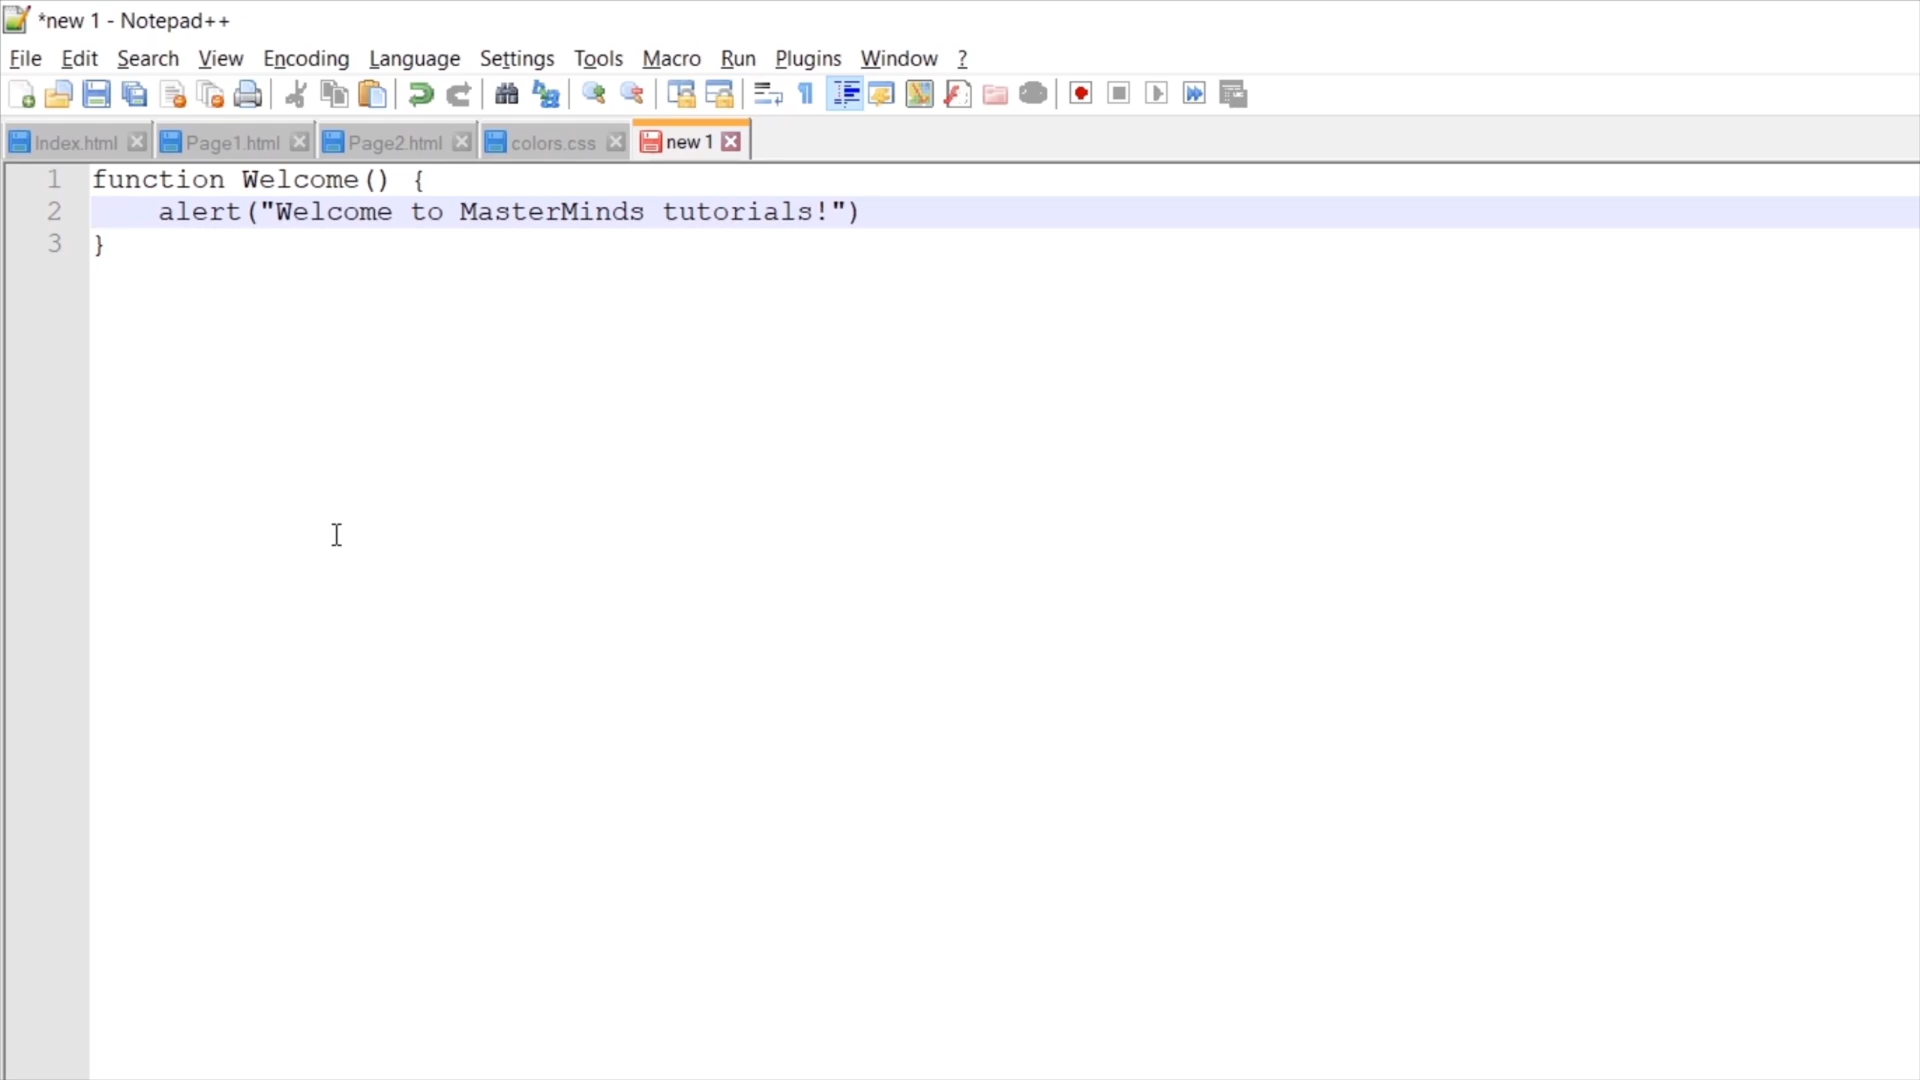 *new 1 - Notepad++
File Edit Search View Encoding Language Settings Tools Macro Run Plugins Window ?
Index.html Page1.html Page2.html colors.css new 1
1 function Welcome() {
2 alert("Welcome to MasterMinds tutorials!")
3 }